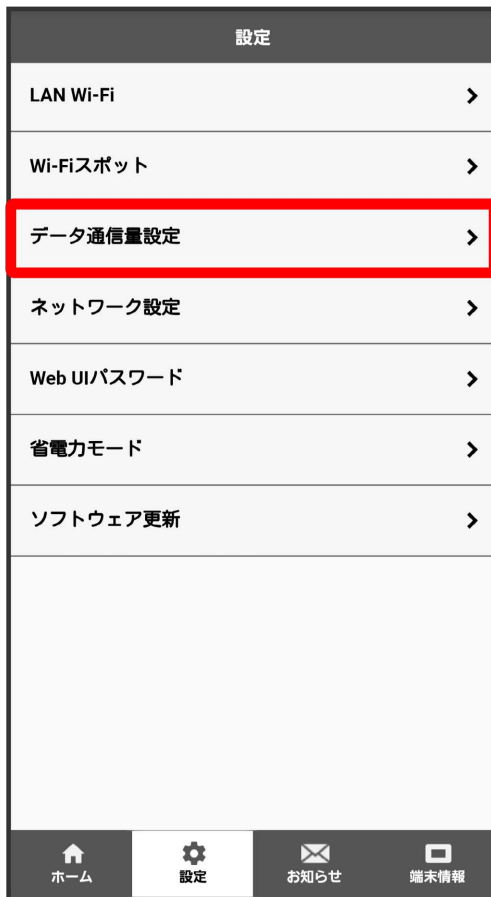 設定
LAN Wi-Fi
Wi-Fiスポット
データ通信量設定
ネットワーク設定
Web UIパスワード
省電力モード
ソフトウェア更新
ホーム
設定
お知らせ
端末情報